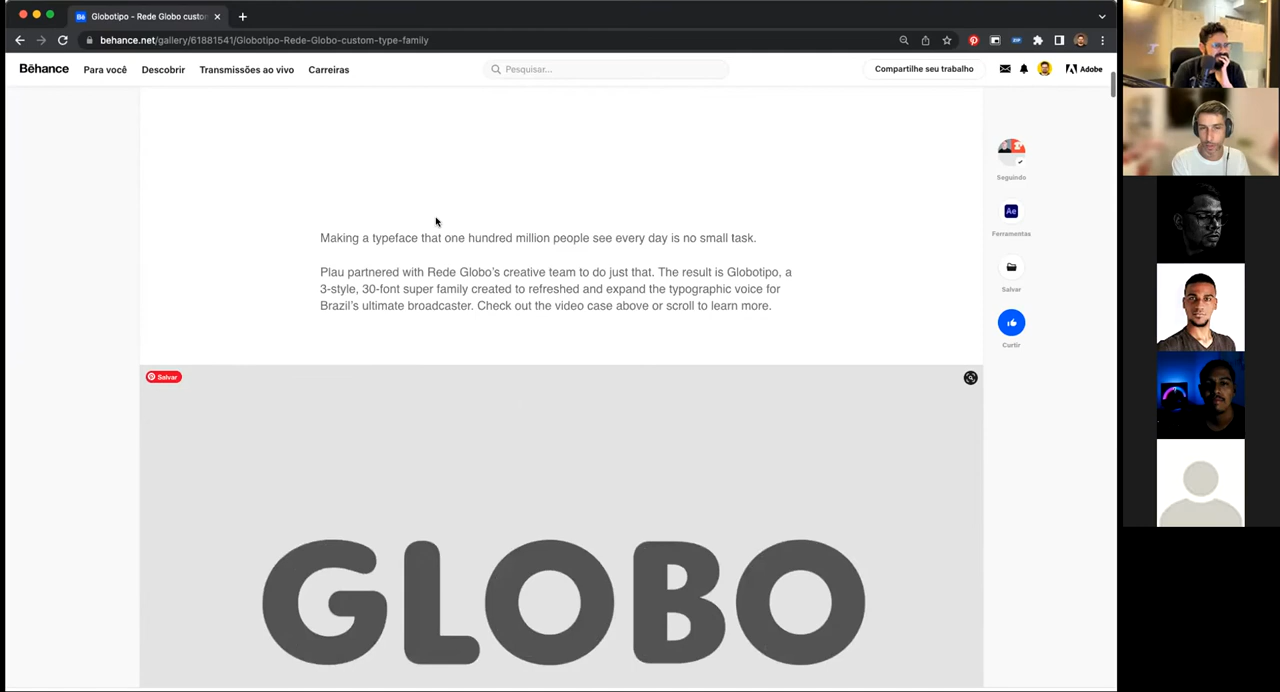 Globotipo - Rede Globo custo
behance.net/gallery/61881541/Globotipo-Rede-Globo-custom-type-family
ZIP
Bēhance
Para você
Descobrir
Transmissões ao vivo
Carreiras
Pesquisar...
Compartilhe seu trabalho
Adobe
Making a typeface that one hundred million people see every day is no small task.
Plau partnered with Rede Globo's creative team to do just that. The result is Globotipo, a
3-style, 30-font super family created to refreshed and expand the typographic voice for
Brazil's ultimate broadcaster. Check out the video case above or scroll to learn more.
Seguindo
Ae
Ferramentas
Salvar
Curtir
Salvar
GLOBO